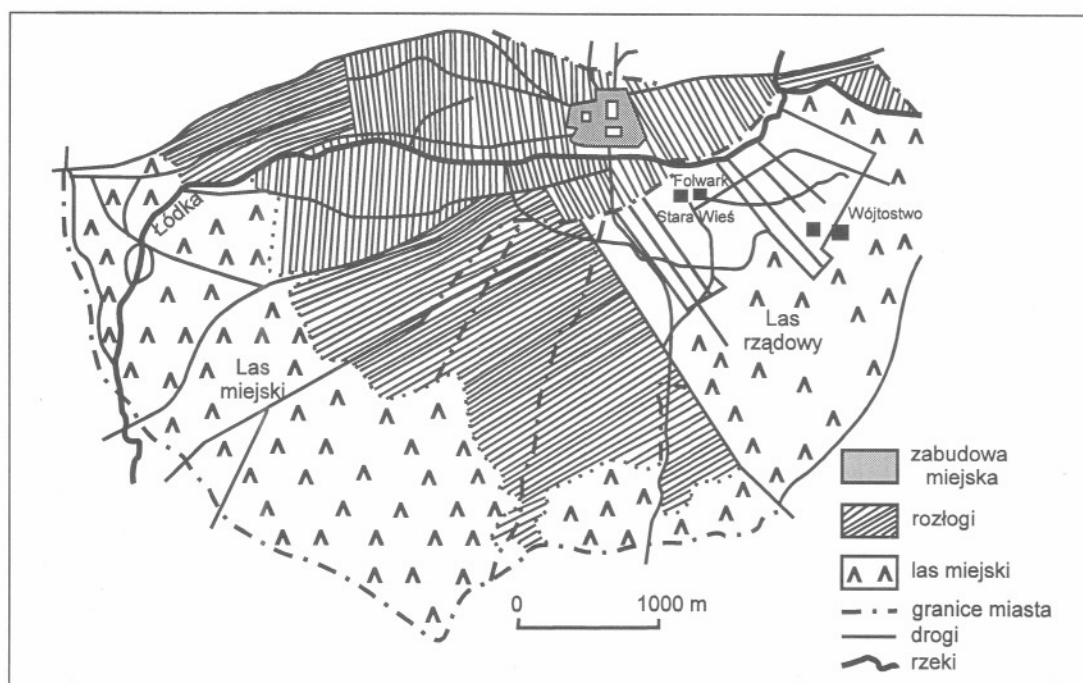 Łódka
Folwark
Stara Wieś
Wójtostwo
Las
rządowy
Las
miejski
zabudowa
miejska
rozłogi
las miejski
granice miasta
drogi
rzeki
0 1000 m